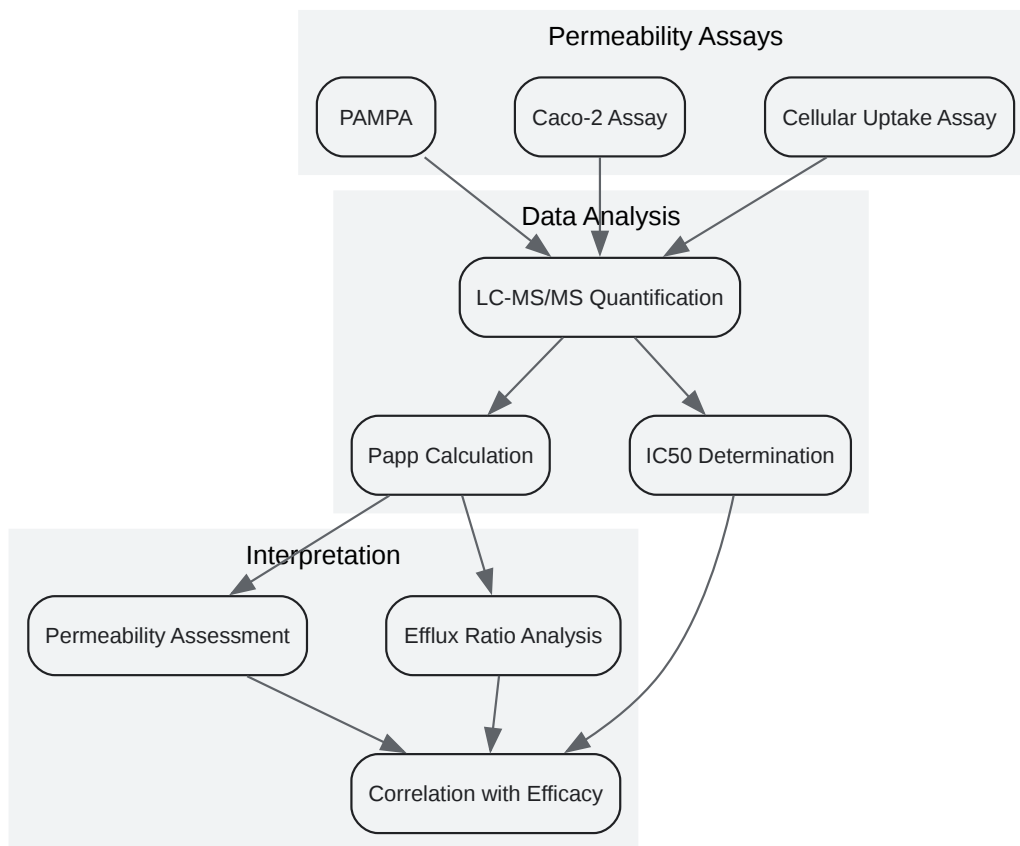 Permeability Assays
PAMPA
Caco-2 Assay
Cellular Uptake Assay
Data Analysis
LC-MS/MS Quantification
Papp Calculation
IC50 Determination
Interpretation
Permeability Assessment
Efflux Ratio Analysis
Correlation with Efficacy